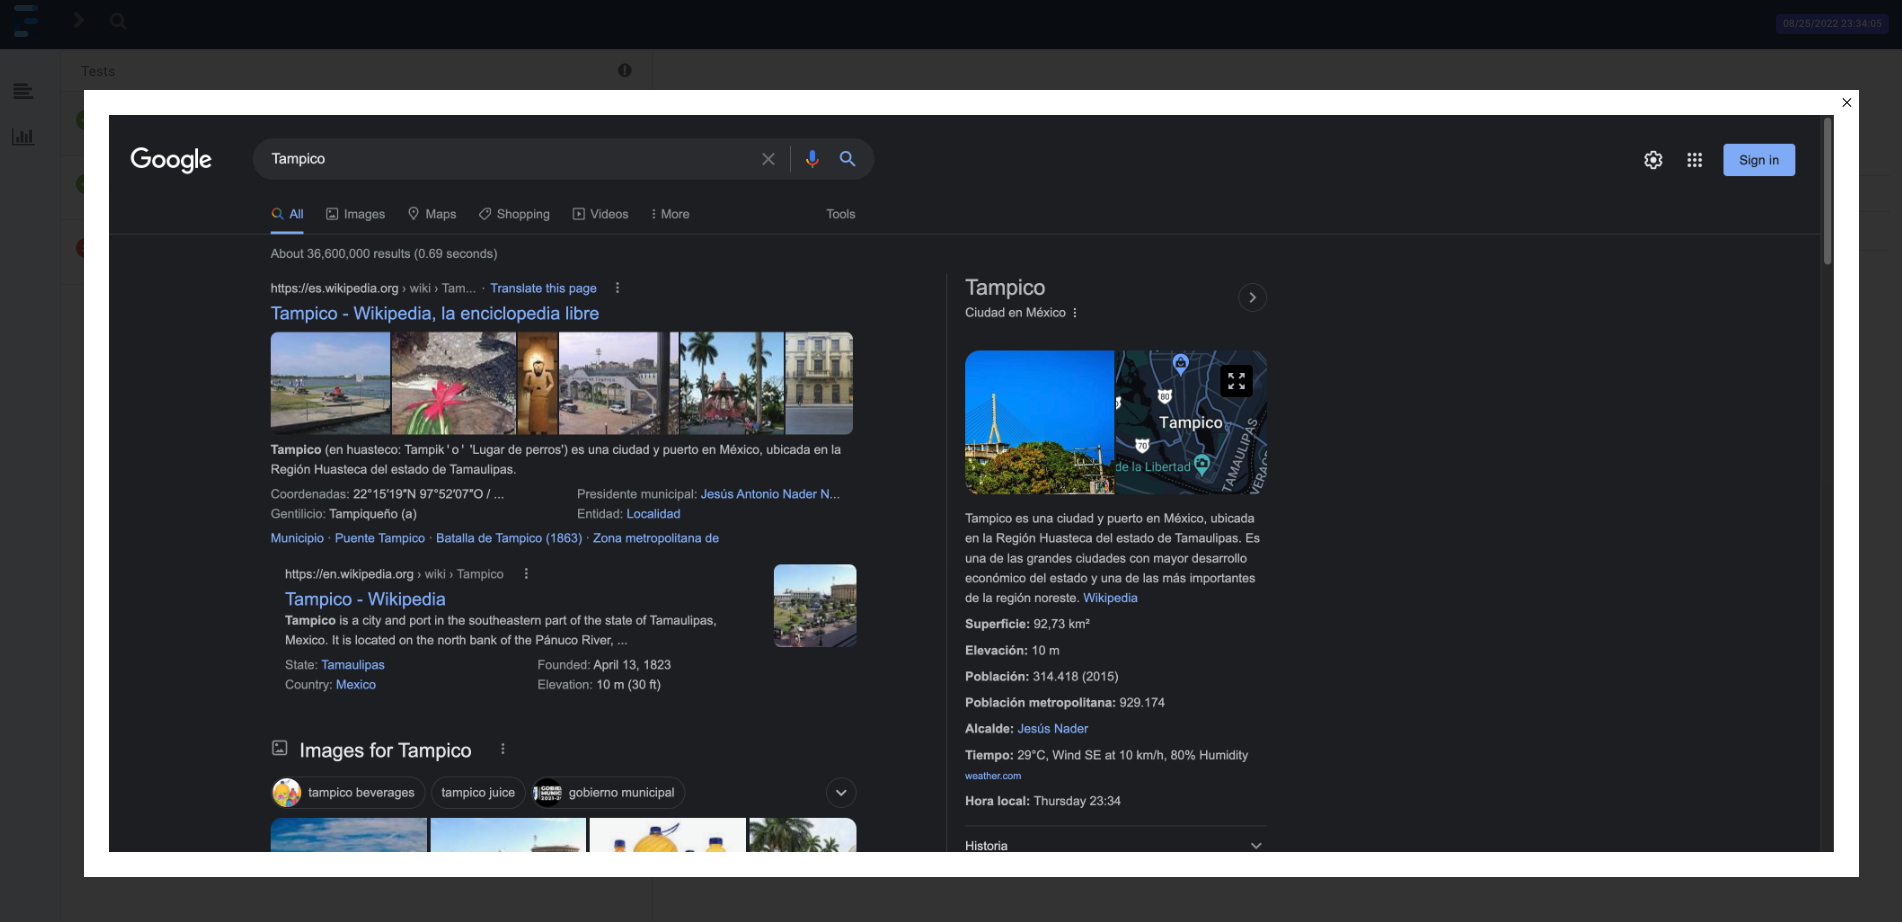 08/25/2022 23:34:05
Tests
Google
Tampico
Sign in
All Images Maps Shopping Videos More Tools
About 36,600,000 results (0.69 seconds)
https://es.wikipedia.org › wiki › Tam... · Translate this page
Tampico - Wikipedia, la enciclopedia libre
Tampico (en huasteco: Tampik ' o ' 'Lugar de perros') es una ciudad y puerto en México, ubicada en la
Región Huasteca del estado de Tamaulipas.
Coordenadas: 22°15′19″N 97°52′07″O / ...
Presidente municipal: Jesús Antonio Nader N...
Gentilicio: Tampiqueño (a)
Entidad: Localidad
Municipio · Puente Tampico · Batalla de Tampico (1863) · Zona metropolitana de
https://en.wikipedia.org › wiki › Tampico
Tampico - Wikipedia
Tampico is a city and port in the southeastern part of the state of Tamaulipas,
Mexico. It is located on the north bank of the Pánuco River, ...
State: Tamaulipas
Founded: April 13, 1823
Country: Mexico
Elevation: 10 m (30 ft)
Images for Tampico
tampico beverages
tampico juice
gobierno municipal
Tampico
Ciudad en México
80
Tampico
70
de la Libertad
TAMAULIPAS
VERAC
Tampico es una ciudad y puerto en México, ubicada
en la Región Huasteca del estado de Tamaulipas. Es
una de las grandes ciudades con mayor desarrollo
económico del estado y una de las más importantes
de la región noreste. Wikipedia
Superficie: 92,73 km²
Elevación: 10 m
Población: 314.418 (2015)
Población metropolitana: 929.174
Alcalde: Jesús Nader
Tiempo: 29°C, Wind SE at 10 km/h, 80% Humidity
weather.com
Hora local: Thursday 23:34
Historia